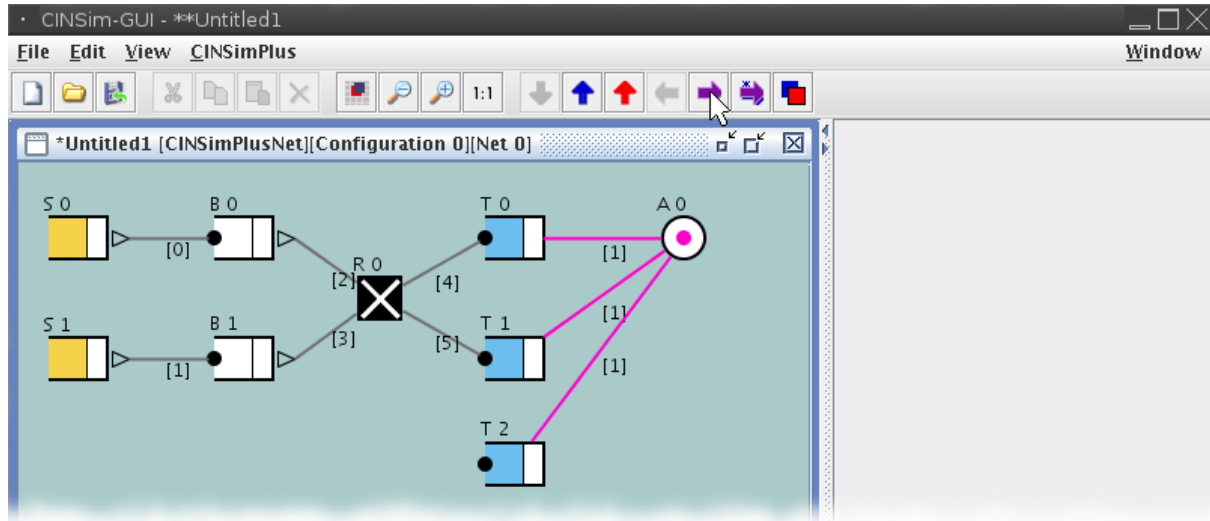 CINSim-GUI - **Untitled1
File Edit View CINSimPlus Window
1:1
*Untitled1 [CINSimPlusNet][Configuration 0][Net 0]
S 0 B 0 T 0 A 0
[0] [1]
R 0
[2] [4]
S 1 B 1 T 1 [1]
[1] [3] [5] [1]
T 2